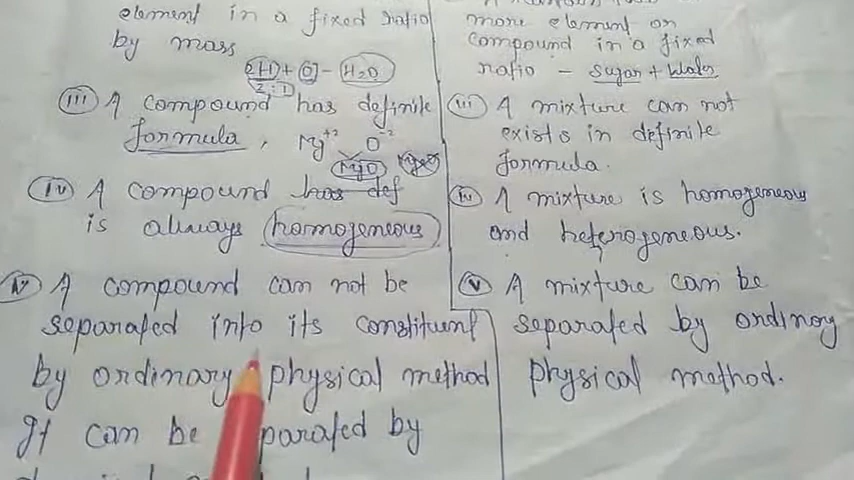 element in a fixed ratio
by mass
2H + O - H2O
2:1
iii A compound has definite
formula, Mg+2 O-2
MgO
iv A compound has def
is always homogeneous
v A compound can not be
separated into its constituent
by ordinary physical method
It can be separated by
more element or
compound in a fixed
ratio - Sugar + Water
iii A mixture can not
exists in definite
formula.
iv A mixture is homogeneous
and heterogeneous.
v A mixture can be
separated by ordinory
physical method.